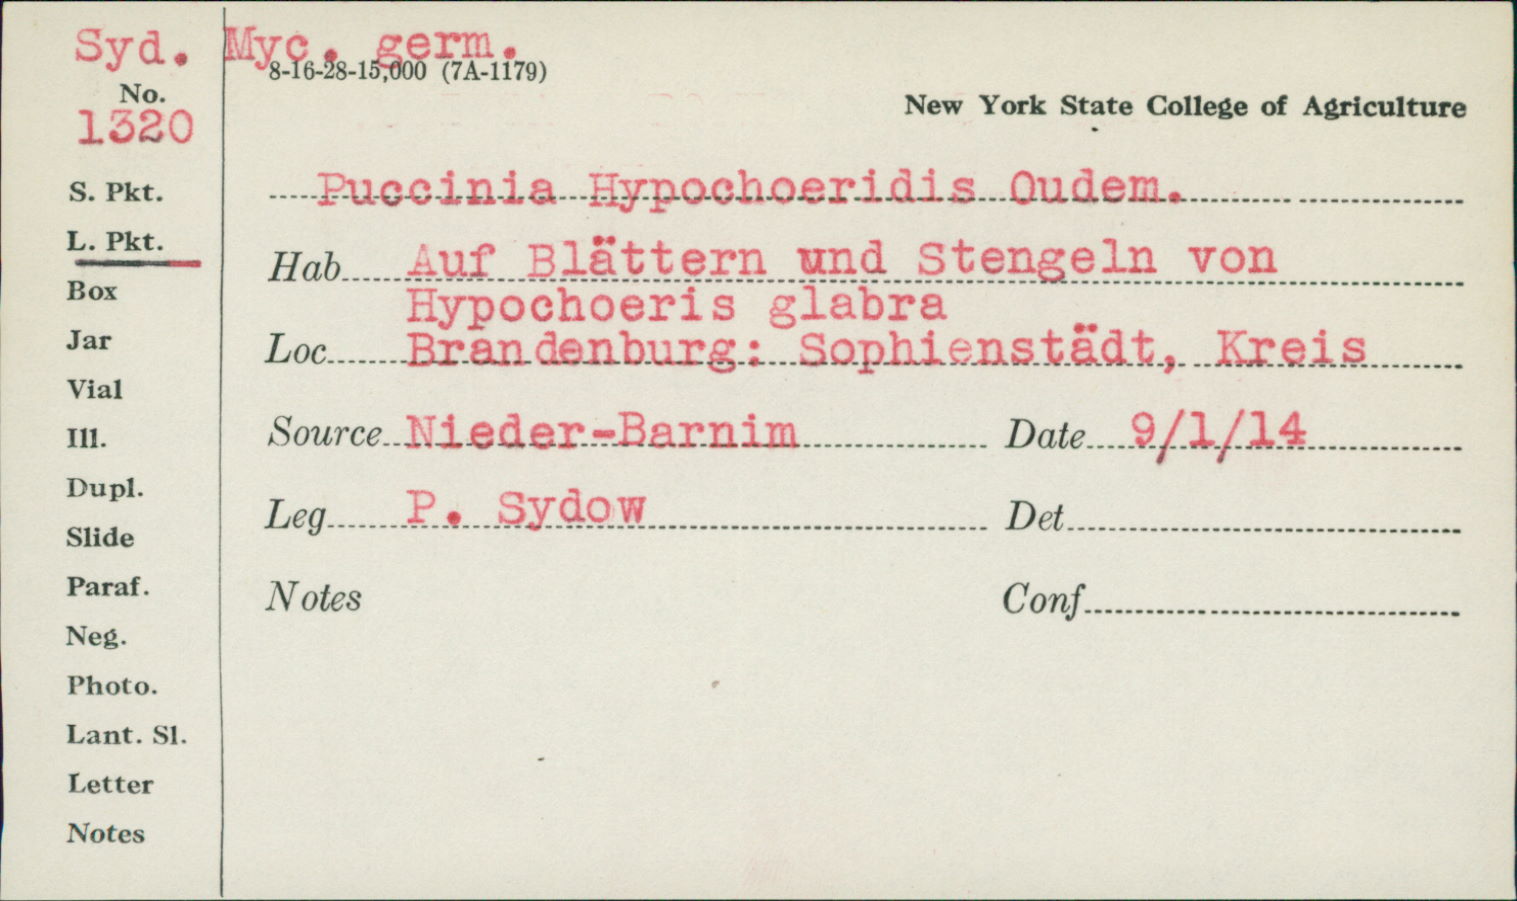 Syd. Myc. germ.
8-16-28-15,000 (7A-1179)
No.
1320
New York State College of Agriculture
S. Pkt.
Puccinia Hypochoeridis Oudem.
L. Pkt.
Hab. Auf Blättern und Stengeln von
Hypochoeris glabra
Box
Jar
Loc. Brandenburg: Sophienstädt, Kreis
Vial
Ill.
Source Nieder-Barnim Date 9/1/14
Dupl.
Leg. P. Sydow Det.
Slide
Paraf.
Notes Conf.
Neg.
Photo.
Lant. Sl.
Letter
Notes